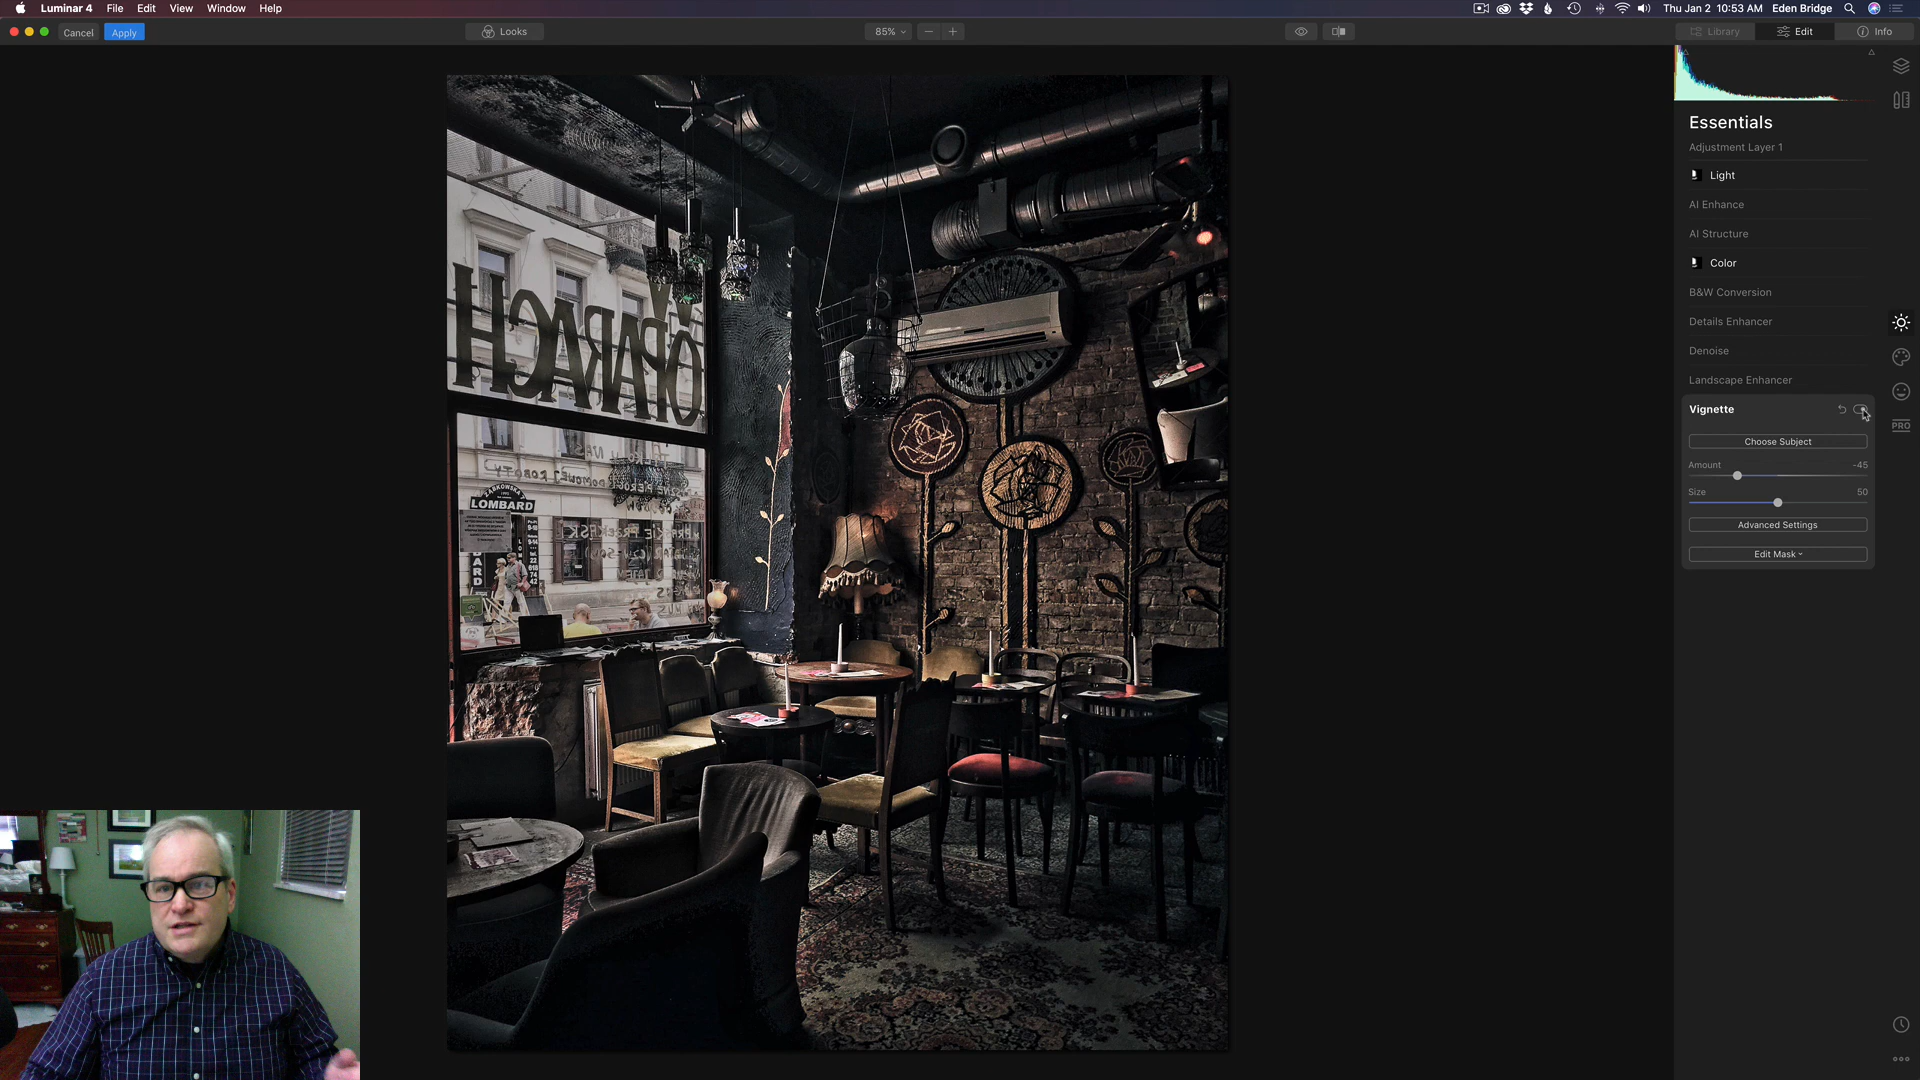 Luminar 4 File Edit View Window Help
Thu Jan 2 10:53 AM Eden Bridge
Cancel Apply
Looks
85%
Library Edit Info
Essentials
Adjustment Layer 1
Light
AI Enhance
AI Structure
Color
B&W Conversion
Details Enhancer
Denoise
Landscape Enhancer
Vignette
Choose Subject
Amount -45
Size 50
Advanced Settings
Edit Mask
PRO
OPARACH
ZĄBKOWSKA
LOMBARD